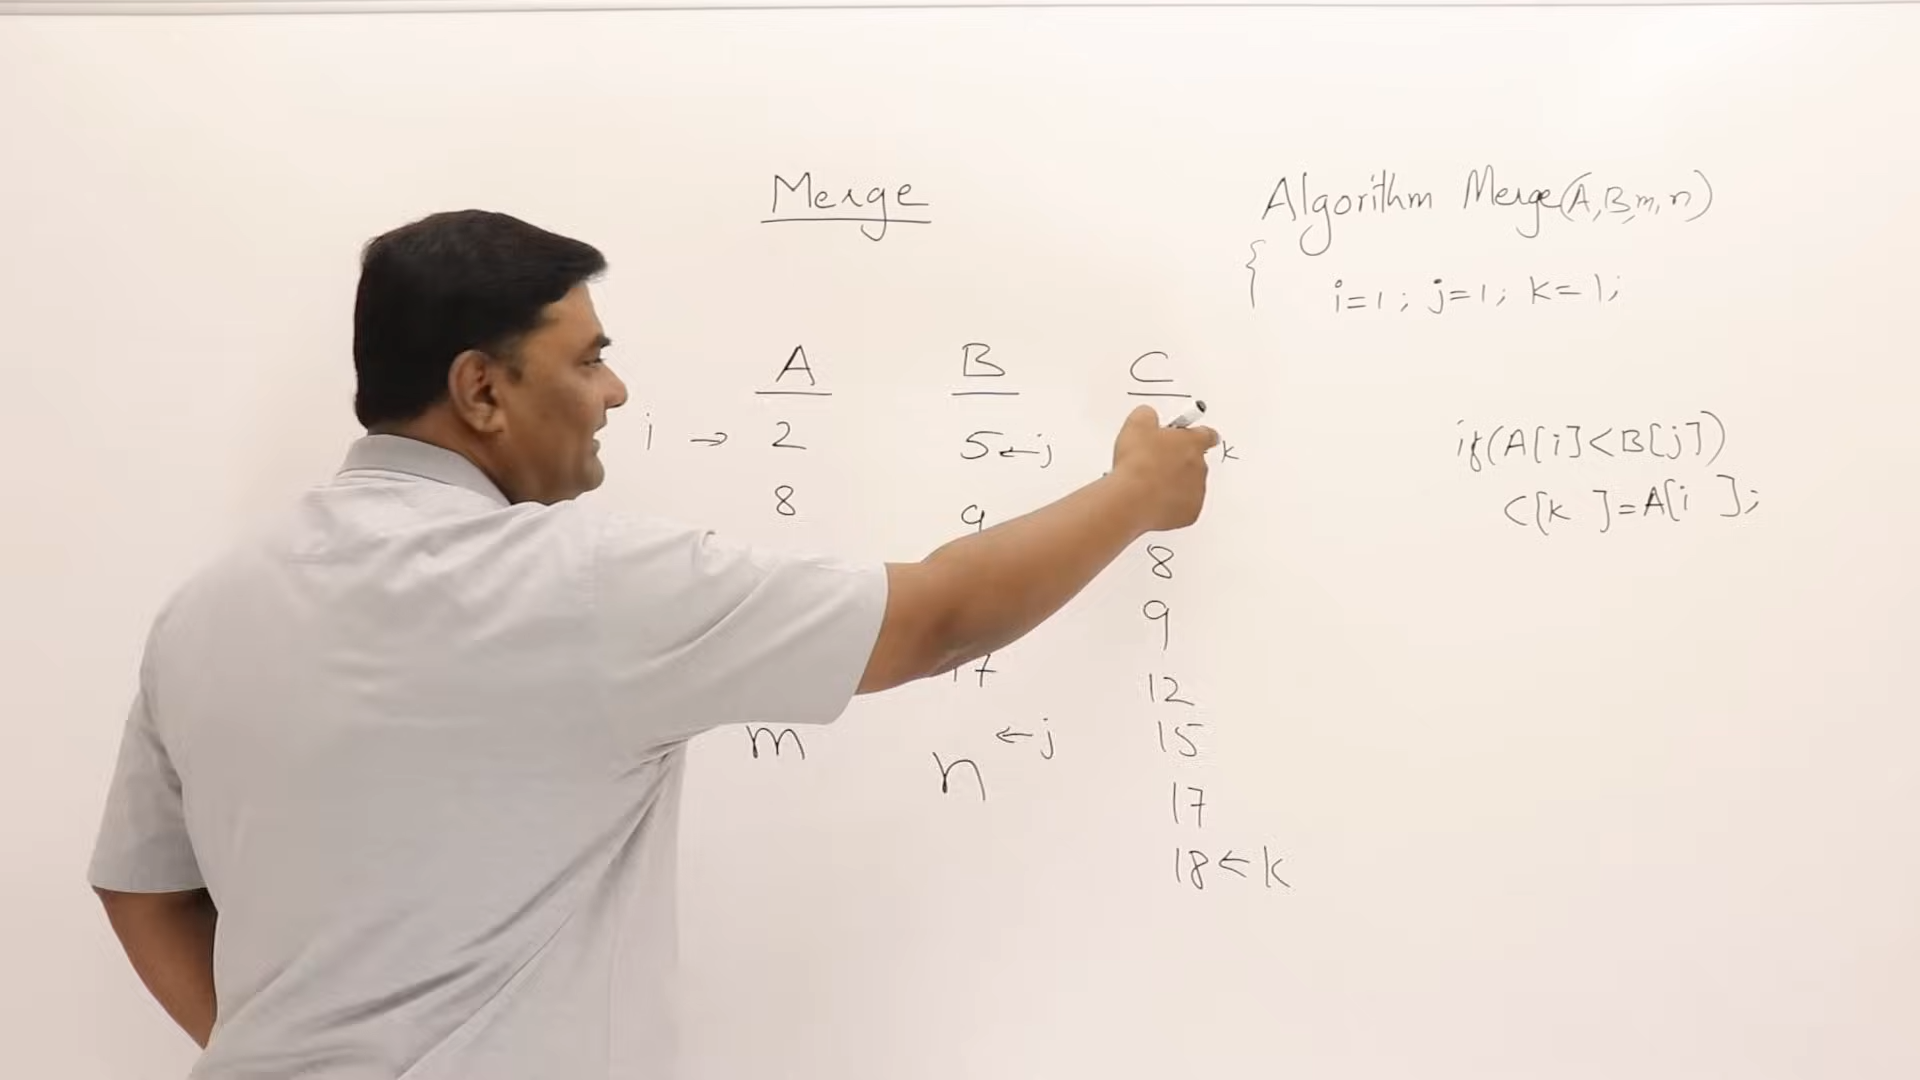 Merge
Algorithm Merge(A,B,m,n)
{
i=1; j=1; k=1;
A B C
i → 2 5 ← j k
8 9
8
9
17 12
m n ← j 15
17
18 ← k
if(A[i]<B[j])
C[k ]=A[i ];